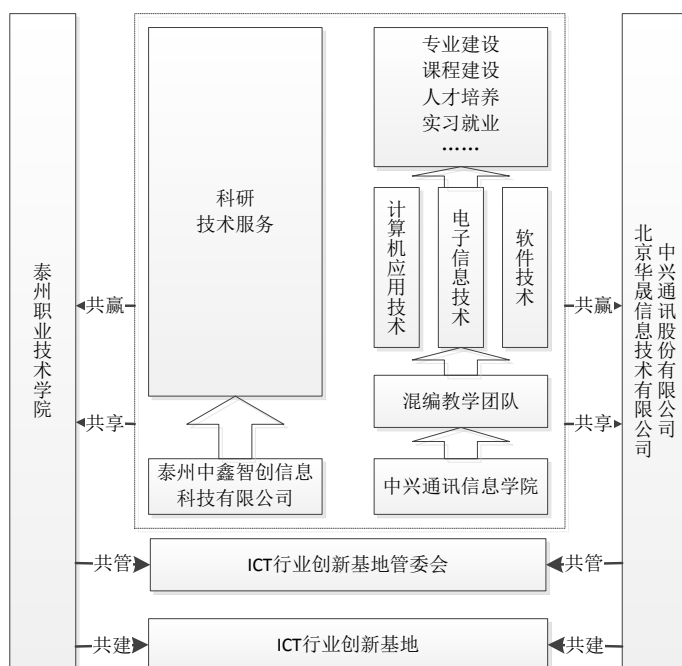 泰州职业技术学院
科研
技术服务
专业建设
课程建设
人才培养
实习就业
……
计算机应用技术
电子信息技术
软件技术
混编教学团队
泰州中鑫智创信息
科技有限公司
中兴通讯信息学院
共赢
共赢
共享
共享
共管
ICT行业创新基地管委会
共管
共建
ICT行业创新基地
共建
中兴通讯股份有限公司
北京华晟信息技术有限公司